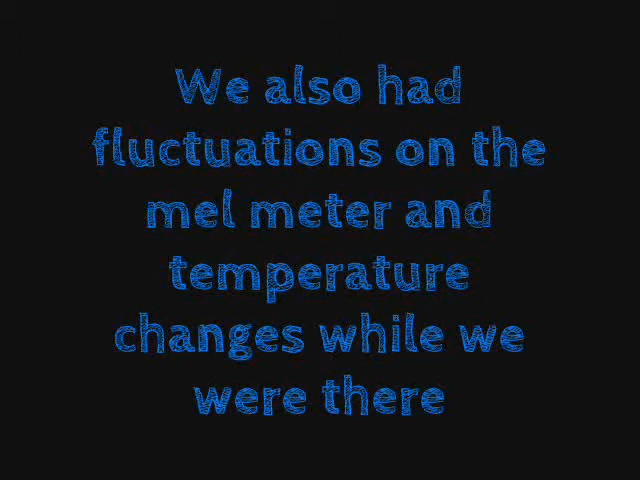 We also had
fluctuations on the
mel meter and
temperature
changes while we
were there